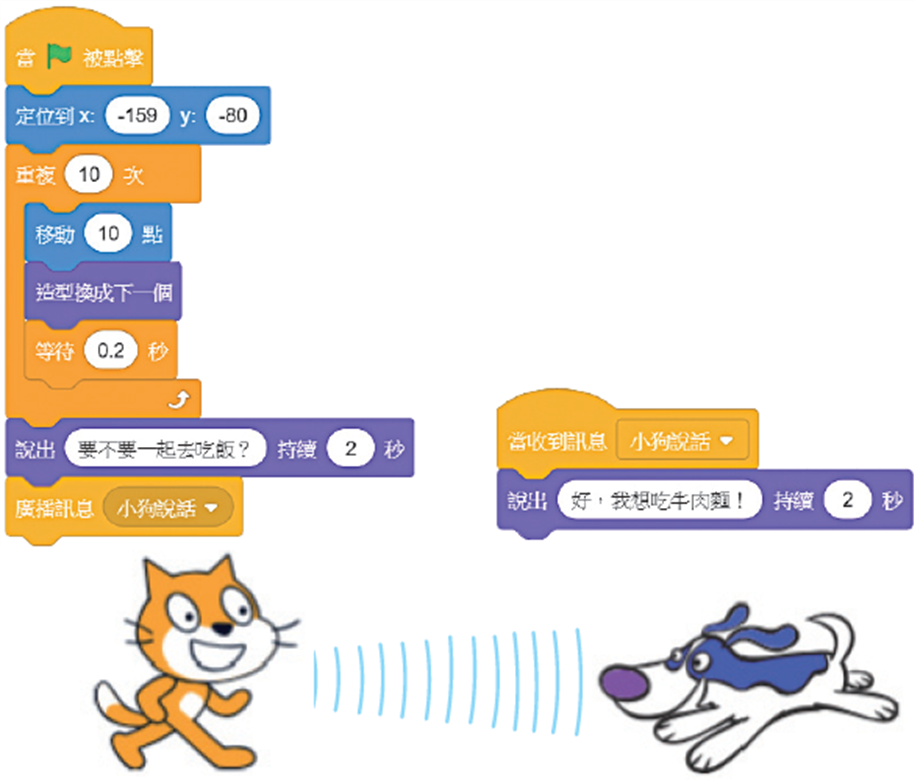 當 被點擊
定位到 x: -159 y: -80
重複 10 次
移動 10 點
造型換成下一個
等待 0.2 秒
說出 要不要一起去吃飯？ 持續 2 秒
廣播訊息 小狗說話
當收到訊息 小狗說話
說出 好，我想吃牛肉麵！ 持續 2 秒